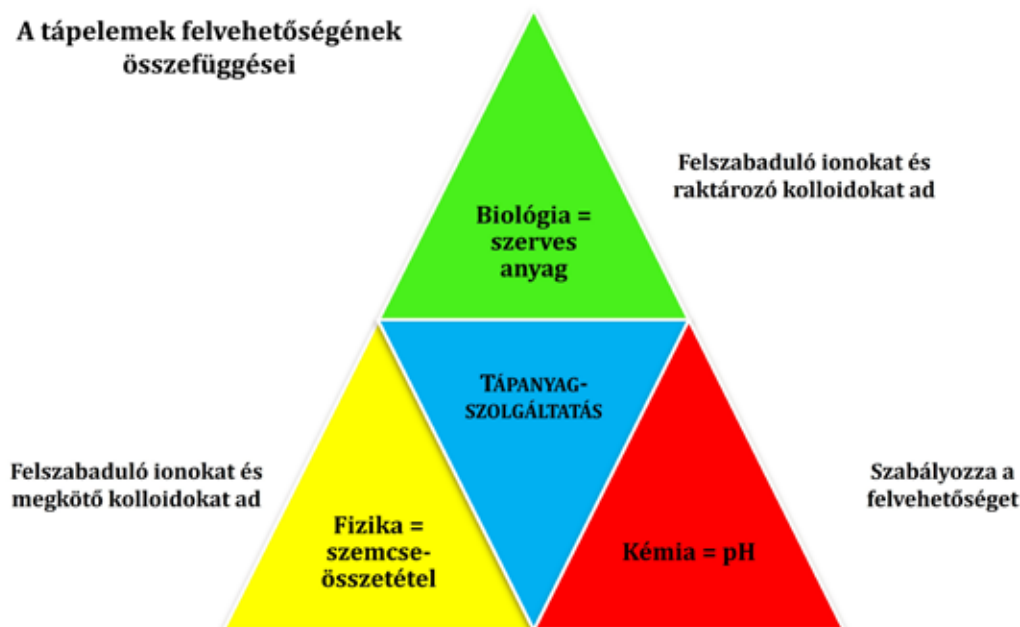 A tápelemek felvehetőségének
összefüggései
Felszabaduló ionokat és
raktározó kolloidokat ad
Biológia =
szerves
anyag
TÁPANYAG-
SZOLGÁLTATÁS
Felszabaduló ionokat és
megkötő kolloidokat ad
Fizika =
szemcse-
összetétel
Kémia = pH
Szabályozza a
felvehetőséget